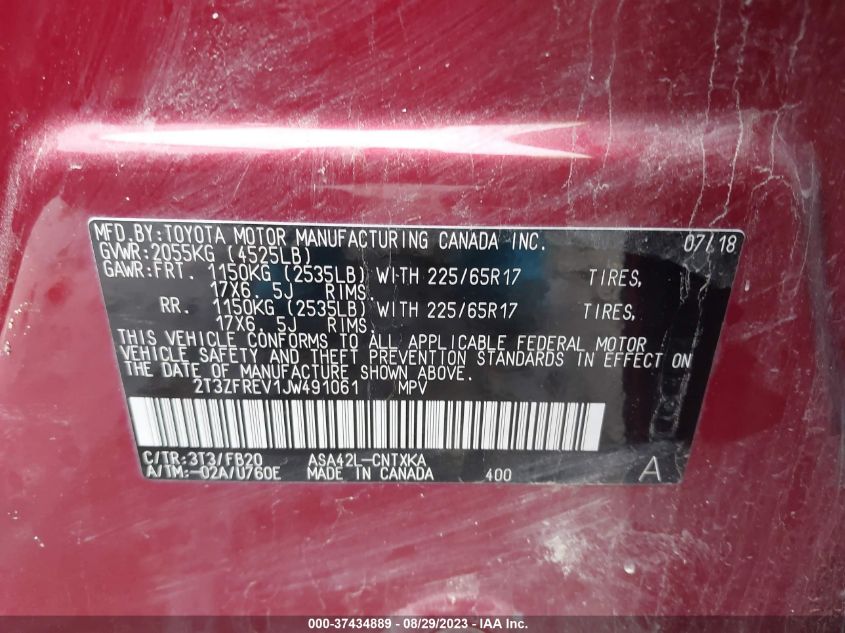 MFD.BY:TOYOTA MOTOR MANUFACTURING CANADA INC. 07/18
GVWR:2055KG (4525LB)
GAWR:FRT. 1150KG (2535LB) WITH 225/65R17 TIRES,
17X6. 5J RIMS.
RR. 1150KG (2535LB) WITH 225/65R17 TIRES,
17X6. 5J RIMS.
THIS VEHICLE CONFORMS TO ALL APPLICABLE FEDERAL MOTOR
VEHICLE SAFETY AND THEFT PREVENTION STANDARDS IN EFFECT ON
THE DATE OF MANUFACTURE SHOWN ABOVE.
2T3ZFREV1JW491061 MPV
C/TR:3T3/FB20 ASA42L-CNTXKA
A/TM:-02A/U760E MADE IN CANADA 400 A
000-37434889 - 08/29/2023 - IAA Inc.